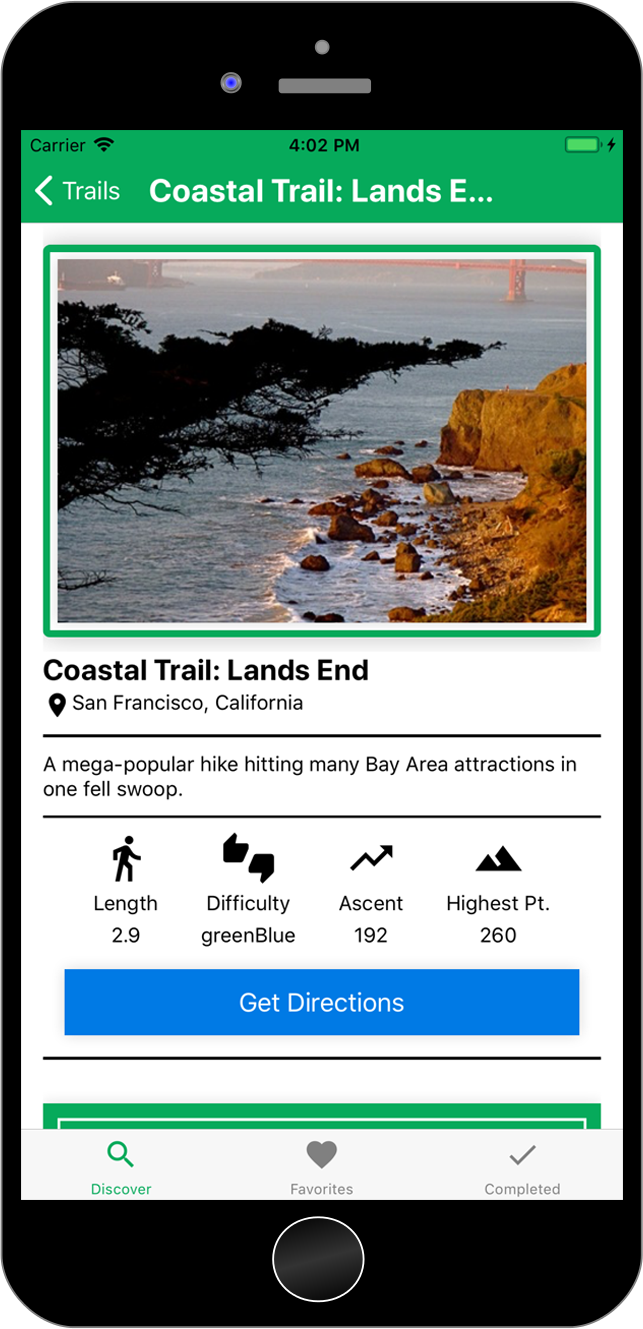 Carrier 4:02 PM
Trails Coastal Trail: Lands E...
Coastal Trail: Lands End
San Francisco, California
A mega-popular hike hitting many Bay Area attractions in
one fell swoop.
Length Difficulty Ascent Highest Pt.
2.9 greenBlue 192 260
Get Directions
Discover Favorites Completed